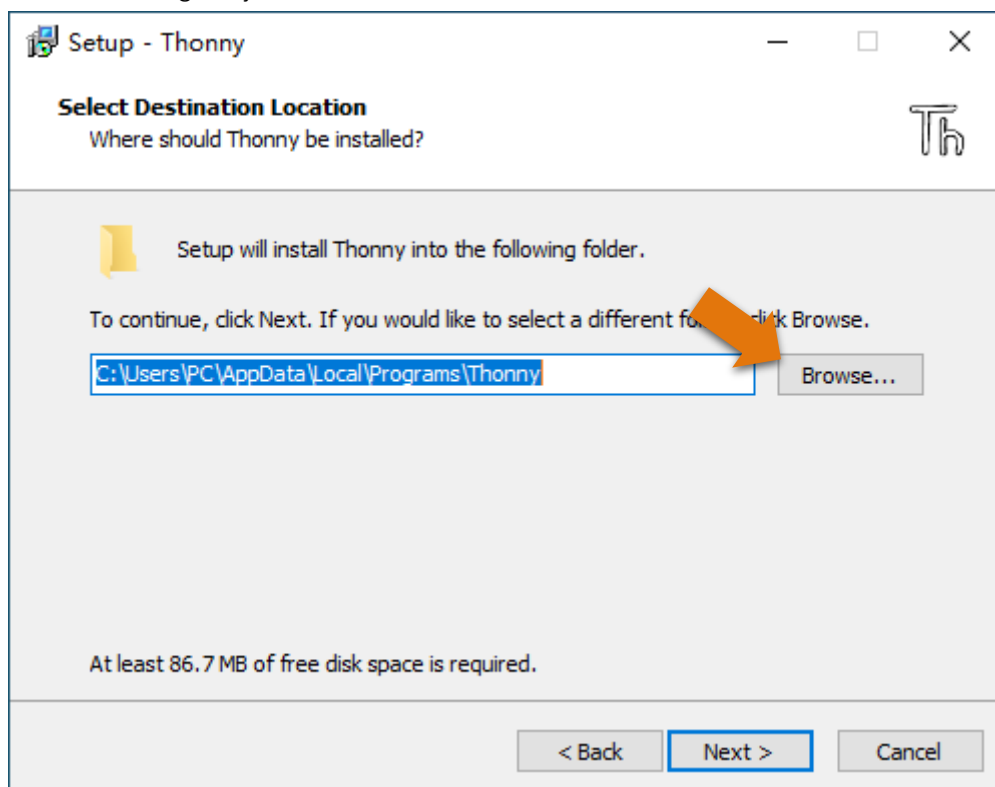 Setup - Thonny
Select Destination Location
Where should Thonny be installed?
Th
Setup will install Thonny into the following folder.
To continue, click Next. If you would like to select a different click Browse.
C:\Users\PC\AppData\Local\Programs\Thonny
Browse...
At least 86.7 MB of free disk space is required.
< Back
Next >
Cancel